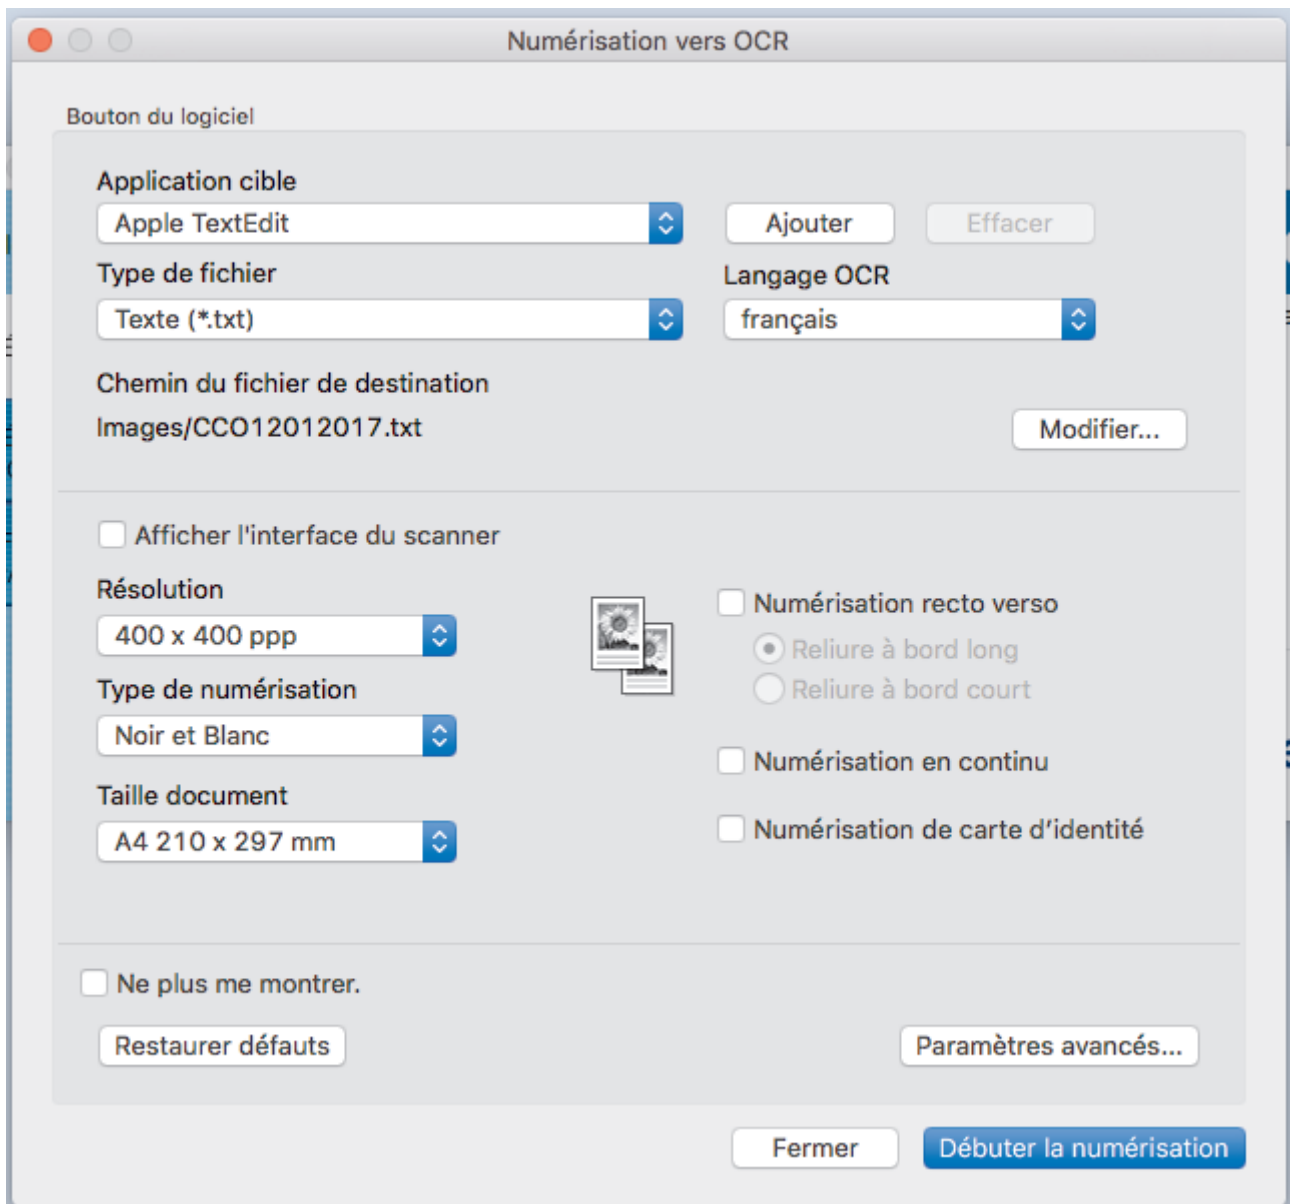 Numérisation vers OCR
Bouton du logiciel
Application cible
Apple TextEdit
Ajouter
Effacer
Type de fichier
Langage OCR
Texte (*.txt)
français
Chemin du fichier de destination
Images/CCO12012017.txt
Modifier...
Afficher l'interface du scanner
Résolution
400 x 400 ppp
Numérisation recto verso
Reliure à bord long
Reliure à bord court
Type de numérisation
Noir et Blanc
Numérisation en continu
Taille document
A4 210 x 297 mm
Numérisation de carte d’identité
Ne plus me montrer.
Restaurer défauts
Paramètres avancés...
Fermer
Débuter la numérisation